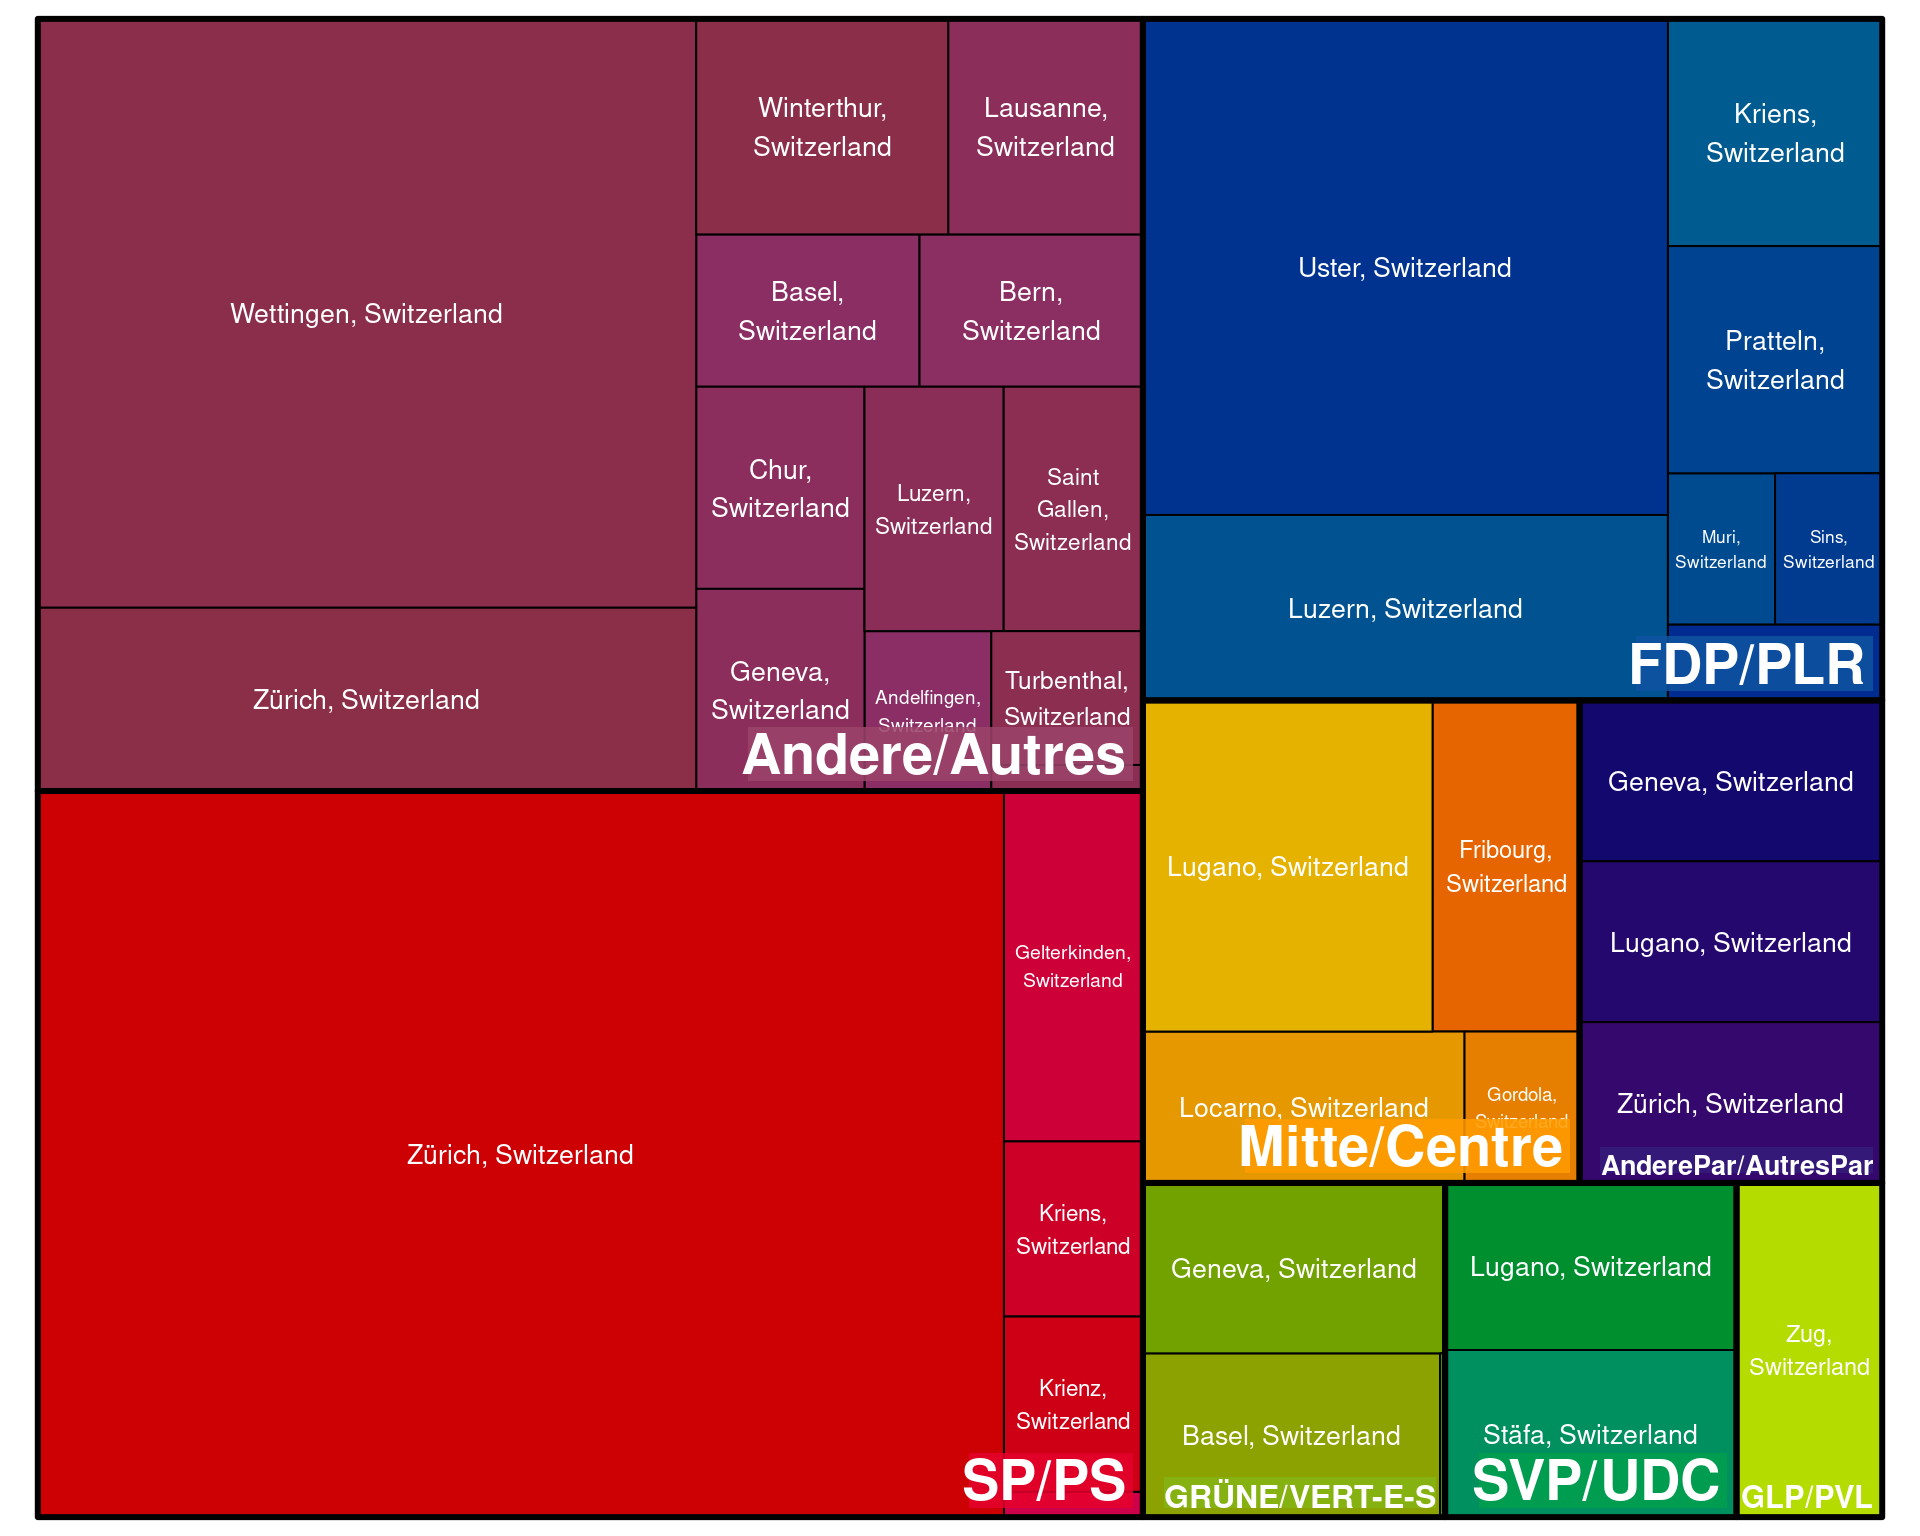 Wettingen, Switzerland
Zürich, Switzerland
Winterthur,
Switzerland
Lausanne,
Switzerland
Basel,
Switzerland
Bern,
Switzerland
Chur,
Switzerland
Luzern,
Switzerland
Saint
Gallen,
Switzerland
Geneva,
Switzerland
Andelfingen,
Switzerland
Turbenthal,
Switzerland
Andere/Autres
Uster, Switzerland
Kriens,
Switzerland
Pratteln,
Switzerland
Luzern, Switzerland
Muri,
Switzerland
Sins,
Switzerland
FDP/PLR
Zürich, Switzerland
Gelterkinden,
Switzerland
Kriens,
Switzerland
Krienz,
Switzerland
SP/PS
Lugano, Switzerland
Fribourg,
Switzerland
Locarno, Switzerland
Gordola,
Switzerland
Mitte/Centre
Geneva, Switzerland
Lugano, Switzerland
Zürich, Switzerland
AnderePar/AutresPar
Geneva, Switzerland
Basel, Switzerland
GRÜNE/VERT-E-S
Lugano, Switzerland
Stäfa, Switzerland
SVP/UDC
Zug,
Switzerland
GLP/PVL